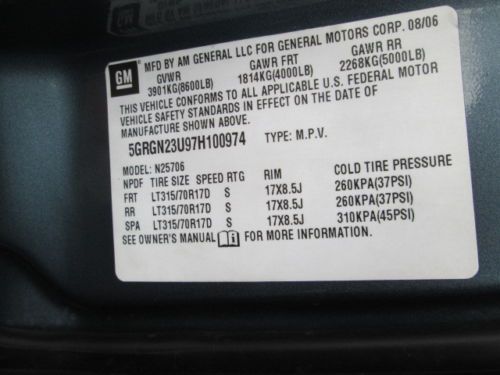 GM
MFD BY AM GENERAL LLC FOR GENERAL MOTORS CORP. 08/06
GVWR GAWR FRT GAWR RR
3901KG(8600LB) 1814KG(4000LB) 2268KG(5000LB)
THIS VEHICLE CONFORMS TO ALL APPLICABLE U.S. FEDERAL MOTOR
VEHICLE SAFETY STANDARDS IN EFFECT ON THE DATE OF
MANUFACTURE SHOWN ABOVE.
5GRGN23U97H100974 TYPE: M.P.V.
MODEL: N25706
NPDF TIRE SIZE SPEED RTG RIM COLD TIRE PRESSURE
FRT LT315/70R17D S 17X8.5J 260KPA(37PSI)
RT LT315/70R17D S 17X8.5J 260KPA(37PSI)
SPA LT315/70R17D S 17X8.5J 310KPA(45PSI)
SEE OWNER'S MANUAL FOR MORE INFORMATION.